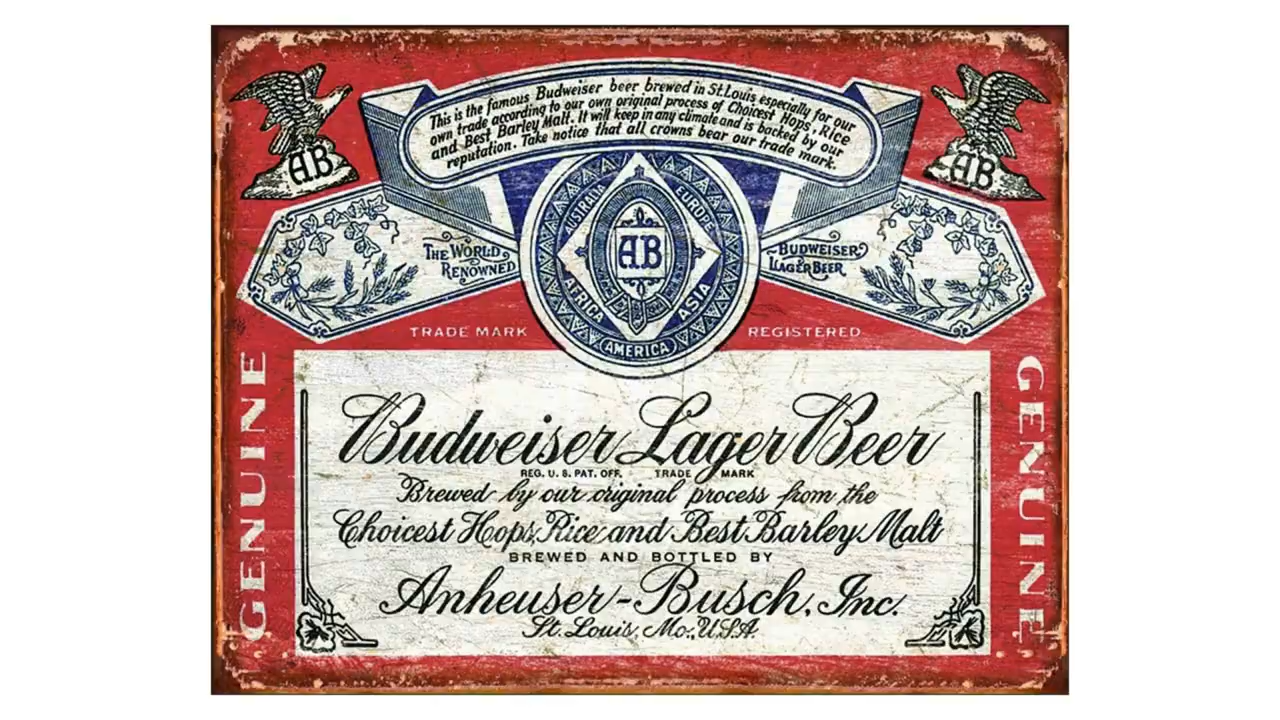 This is the famous Budweiser beer brewed in St. Louis especially for our
own trade according to our own original process of Choicest Hops, Rice
and Best Barley Malt. It will keep in any climate and is backed by our
reputation. Take notice that all crowns bear our trade mark.
AB
AB
AUSTRALIA
EUROPE
AB
THE WORLD
RENOWNED
BUDWEISER
LAGER BEER
AFRICA
ASIA
AMERICA
TRADE MARK
REGISTERED
GENUINE
GENUINE
Budweiser Lager Beer
REG. U. S. PAT. OFF. TRADE MARK
Brewed by our original process from the
Choicest Hops, Rice and Best Barley Malt
BREWED AND BOTTLED BY
Anheuser-Busch, Inc.
St. Louis, Mo., U.S.A.